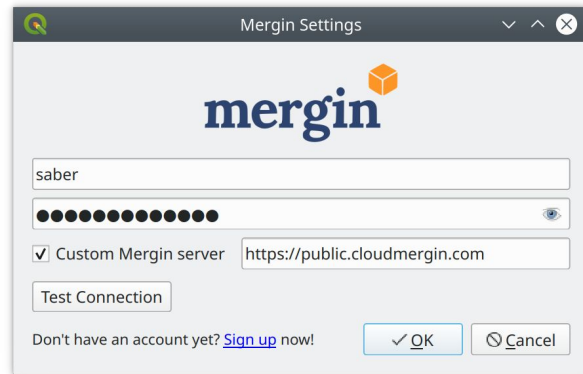 Mergin Settings
mergin
saber
●●●●●●●●●●●●●
Custom Mergin server https://public.cloudmergin.com
Test Connection
Don't have an account yet? Sign up now! OK Cancel